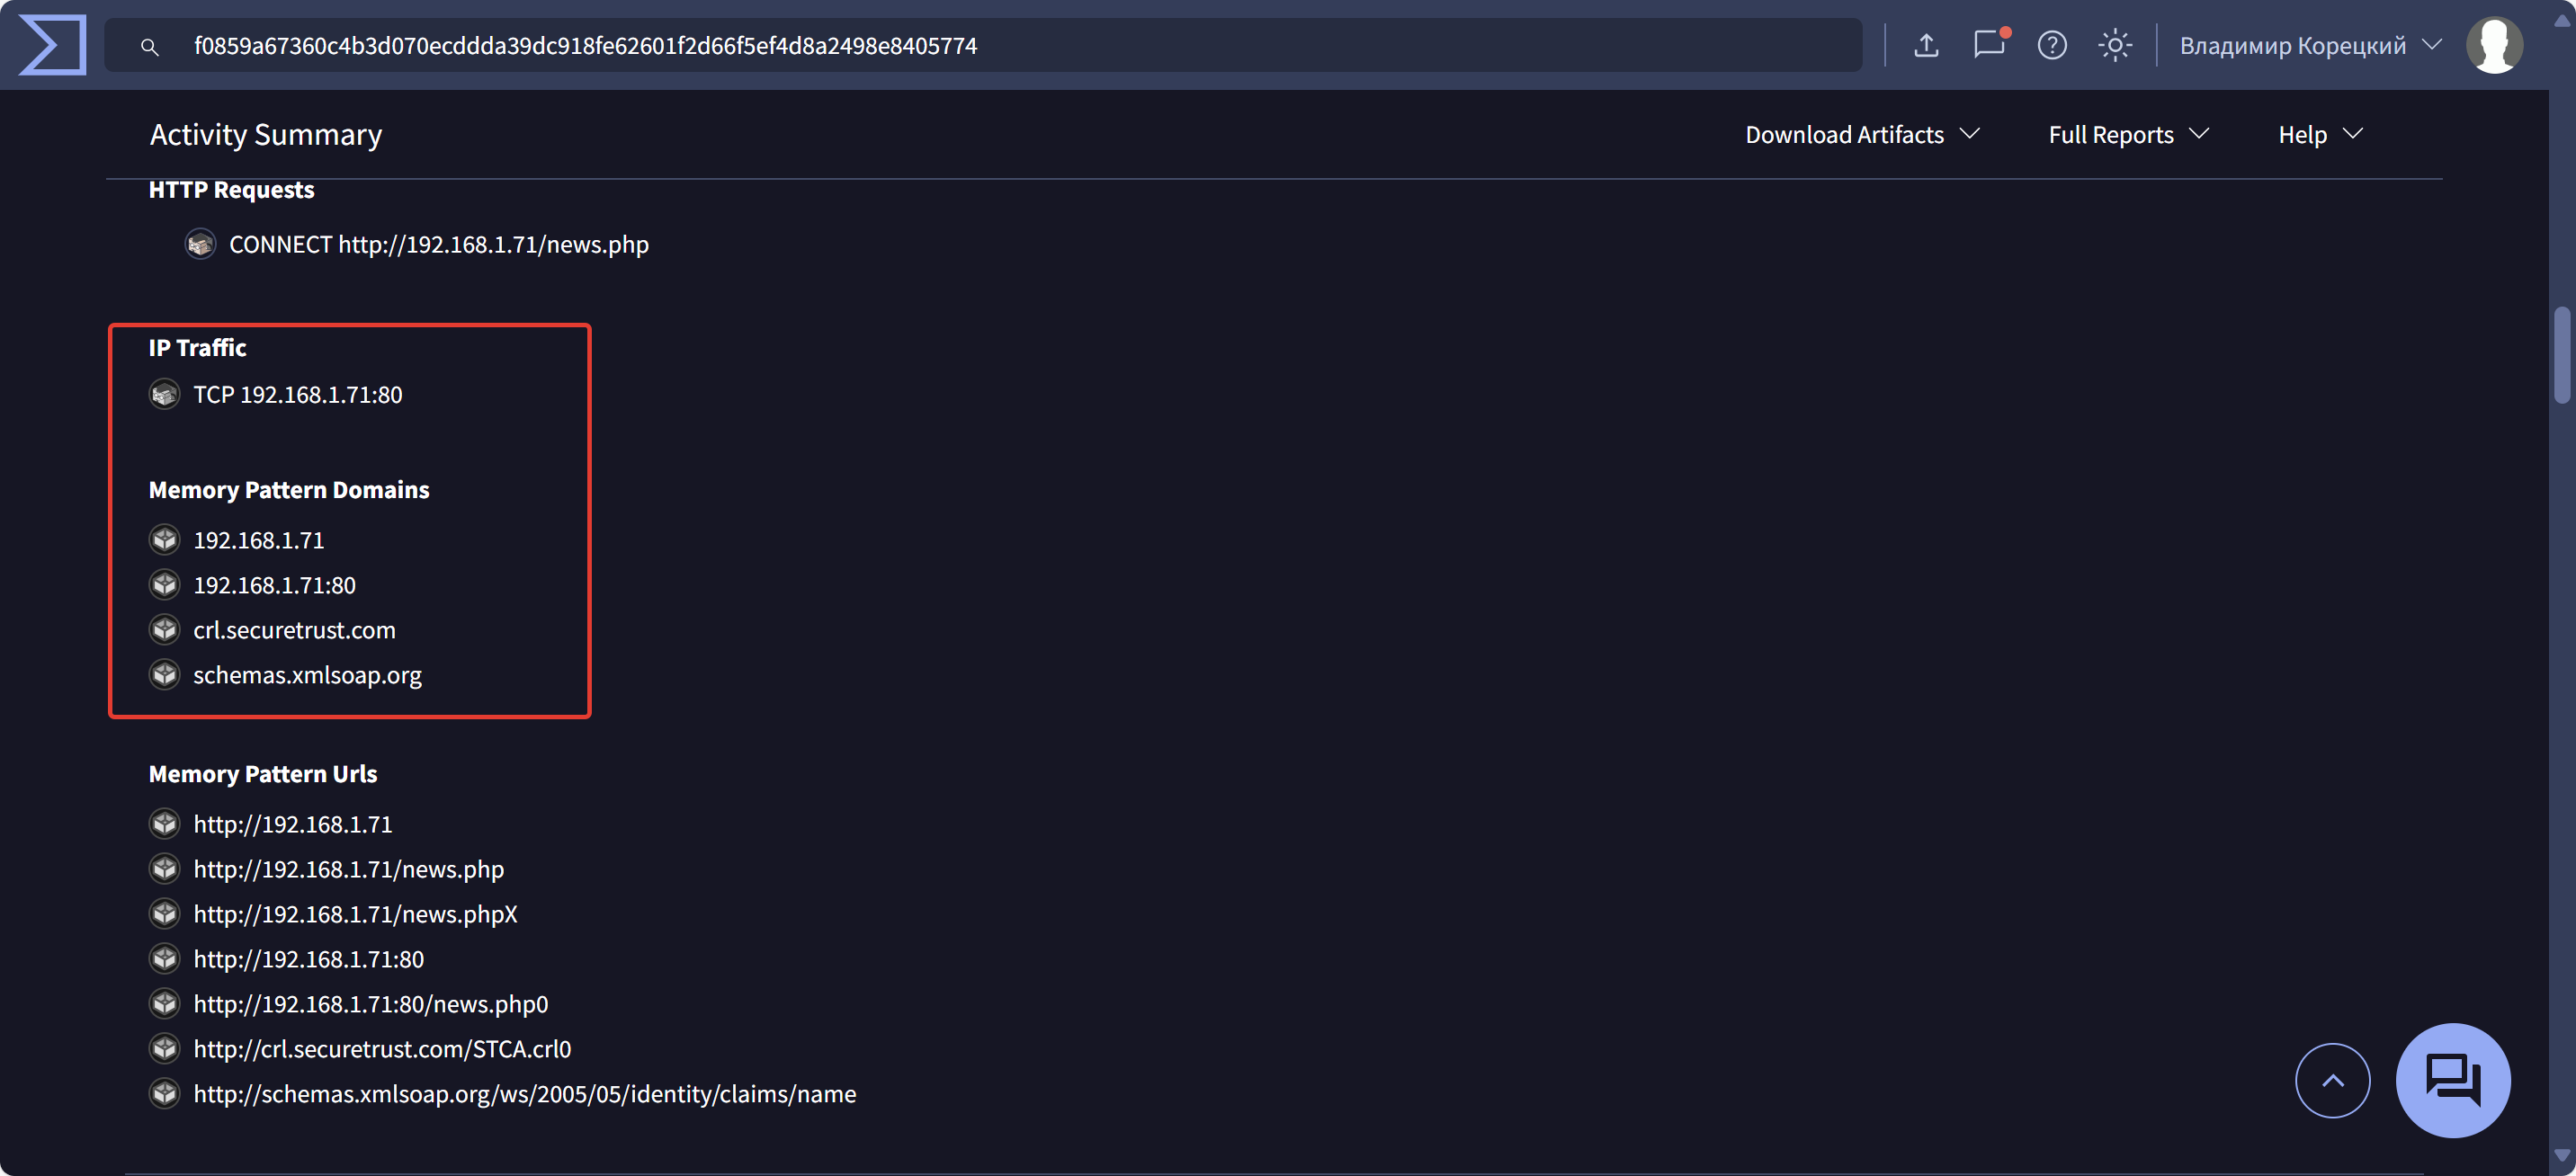 f0859a67360c4b3d070ecddda39dc918fe62601f2d66f5ef4d8a2498e8405774
Владимир Корецкий
Activity Summary
Download Artifacts
Full Reports
Help
HTTP Requests
CONNECT http://192.168.1.71/news.php
IP Traffic
TCP 192.168.1.71:80
Memory Pattern Domains
192.168.1.71
192.168.1.71:80
crl.securetrust.com
schemas.xmlsoap.org
Memory Pattern Urls
http://192.168.1.71
http://192.168.1.71/news.php
http://192.168.1.71/news.phpX
http://192.168.1.71:80
http://192.168.1.71:80/news.php0
http://crl.securetrust.com/STCA.crl0
http://schemas.xmlsoap.org/ws/2005/05/identity/claims/name